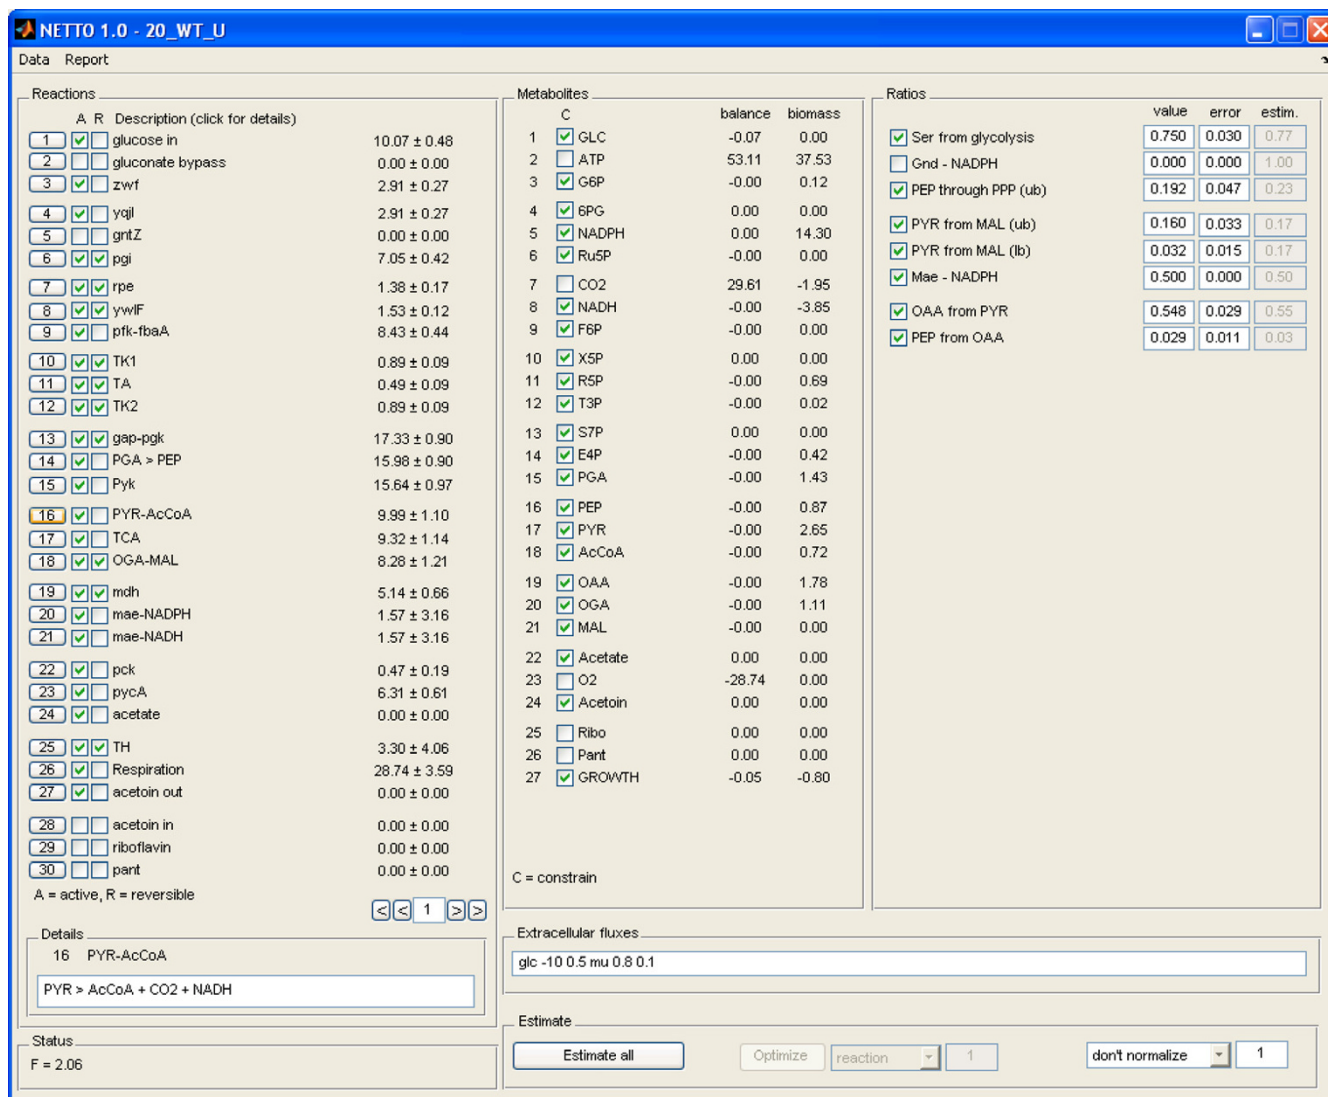 NETTO 1.0 - 20_WT_U
Data Report
Reactions
A R Description (click for details)
1 glucose in 10.07 ± 0.48
2 gluconate bypass 0.00 ± 0.00
3 zwf 2.91 ± 0.27
4 yqjI 2.91 ± 0.27
5 gntZ 0.00 ± 0.00
6 pgi 7.05 ± 0.42
7 rpe 1.38 ± 0.17
8 ywlF 1.53 ± 0.12
9 pfk-fbaA 8.43 ± 0.44
10 TK1 0.89 ± 0.09
11 TA 0.49 ± 0.09
12 TK2 0.89 ± 0.09
13 gap-pgk 17.33 ± 0.90
14 PGA > PEP 15.98 ± 0.90
15 Pyk 15.64 ± 0.97
16 PYR-AcCoA 9.99 ± 1.10
17 TCA 9.32 ± 1.14
18 OGA-MAL 8.28 ± 1.21
19 mdh 5.14 ± 0.66
20 mae-NADPH 1.57 ± 3.16
21 mae-NADH 1.57 ± 3.16
22 pck 0.47 ± 0.19
23 pycA 6.31 ± 0.61
24 acetate 0.00 ± 0.00
25 TH 3.30 ± 4.06
26 Respiration 28.74 ± 3.59
27 acetoin out 0.00 ± 0.00
28 acetoin in 0.00 ± 0.00
29 riboflavin 0.00 ± 0.00
30 pant 0.00 ± 0.00
A = active, R = reversible
< < 1 > >
Details
16 PYR-AcCoA
PYR > AcCoA + CO2 + NADH
Status
F = 2.06
Metabolites
C balance biomass
1 GLC -0.07 0.00
2 ATP 53.11 37.53
3 G6P -0.00 0.12
4 6PG 0.00 0.00
5 NADPH 0.00 14.30
6 Ru5P -0.00 0.00
7 CO2 29.61 -1.95
8 NADH -0.00 -3.85
9 F6P -0.00 0.00
10 X5P 0.00 0.00
11 R5P -0.00 0.69
12 T3P -0.00 0.02
13 S7P 0.00 0.00
14 E4P -0.00 0.42
15 PGA -0.00 1.43
16 PEP -0.00 0.87
17 PYR -0.00 2.65
18 AcCoA -0.00 0.72
19 OAA -0.00 1.78
20 OGA -0.00 1.11
21 MAL -0.00 0.00
22 Acetate 0.00 0.00
23 O2 -28.74 0.00
24 Acetoin 0.00 0.00
25 Ribo 0.00 0.00
26 Pant 0.00 0.00
27 GROWTH -0.05 -0.80
C = constrain
Ratios
value error estim.
Ser from glycolysis 0.750 0.030 0.77
Gnd - NADPH 0.000 0.000 1.00
PEP through PPP (ub) 0.192 0.047 0.23
PYR from MAL (ub) 0.160 0.033 0.17
PYR from MAL (lb) 0.032 0.015 0.17
Mae - NADPH 0.500 0.000 0.50
OAA from PYR 0.548 0.029 0.55
PEP from OAA 0.029 0.011 0.03
Extracellular fluxes
glc -10 0.5 mu 0.8 0.1
Estimate
Estimate all Optimize reaction 1 don't normalize 1